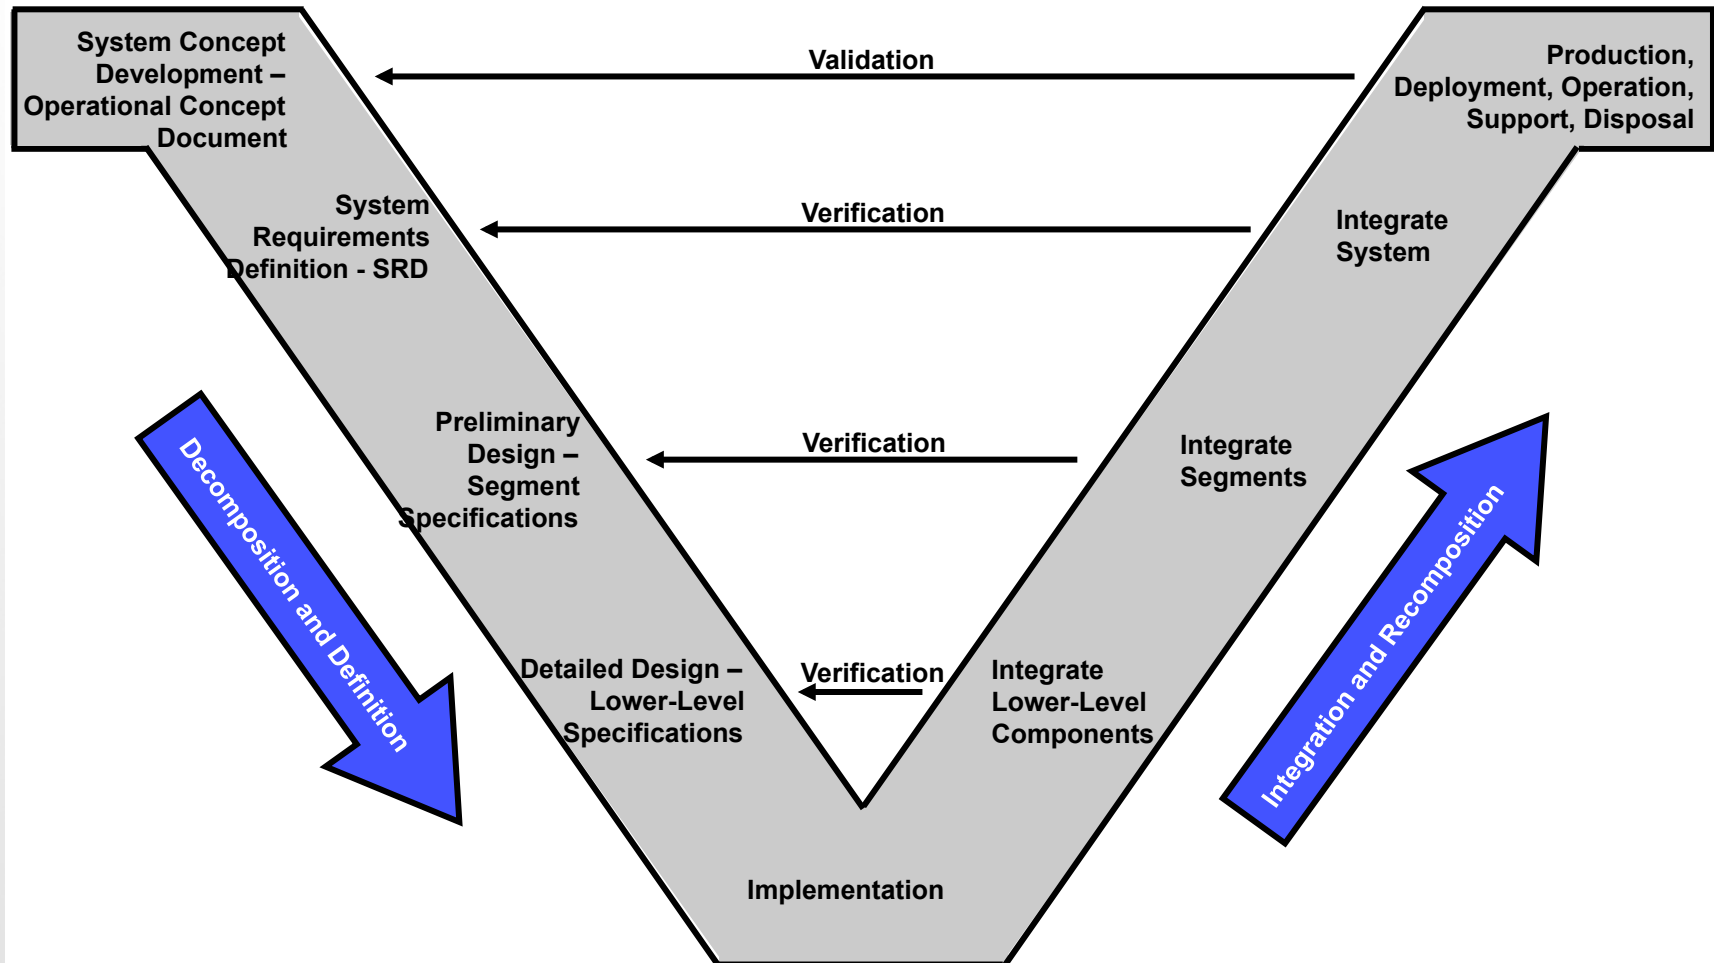 System Concept
Development –
Operational Concept
Document
Validation
Production,
Deployment, Operation,
Support, Disposal
System
Requirements
Definition - SRD
Verification
Integrate
System
Preliminary
Design –
Segment
Specifications
Verification
Integrate
Segments
Decomposition and Definition
Integration and Recomposition
Detailed Design –
Lower-Level
Specifications
Verification
Integrate
Lower-Level
Components
Implementation